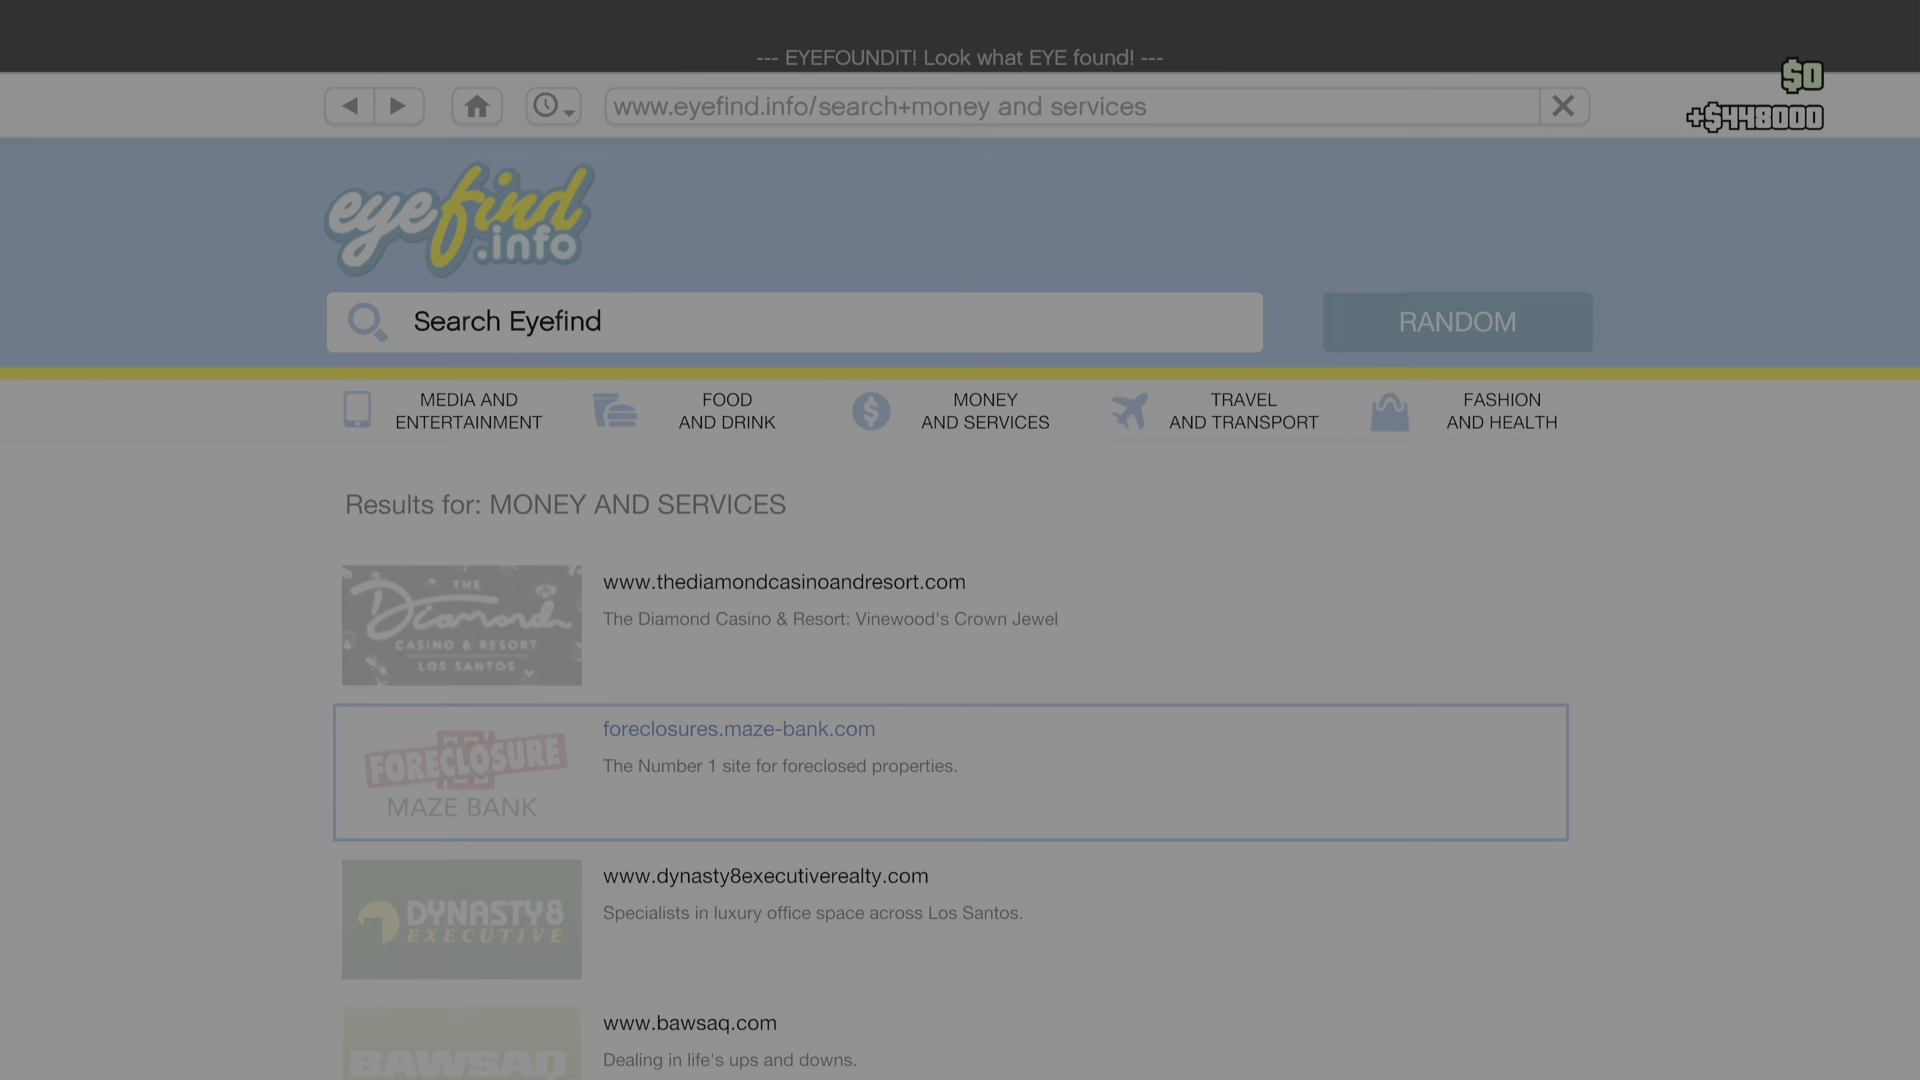 --- EYEFOUNDIT! Look what EYE found! ---
$0
www.eyefind.info/search+money and services
+$448000
eyefind
.info
Search Eyefind
RANDOM
MEDIA AND
ENTERTAINMENT
FOOD
AND DRINK
MONEY
AND SERVICES
TRAVEL
AND TRANSPORT
FASHION
AND HEALTH
Results for: MONEY AND SERVICES
THE
Diamond
CASINO & RESORT
LOS SANTOS
www.thediamondcasinoandresort.com
The Diamond Casino & Resort: Vinewood's Crown Jewel
FORECLOSURE
MAZE BANK
foreclosures.maze-bank.com
The Number 1 site for foreclosed properties.
DYNASTY8
EXECUTIVE
www.dynasty8executiverealty.com
Specialists in luxury office space across Los Santos.
BAWSAQ
www.bawsaq.com
Dealing in life's ups and downs.